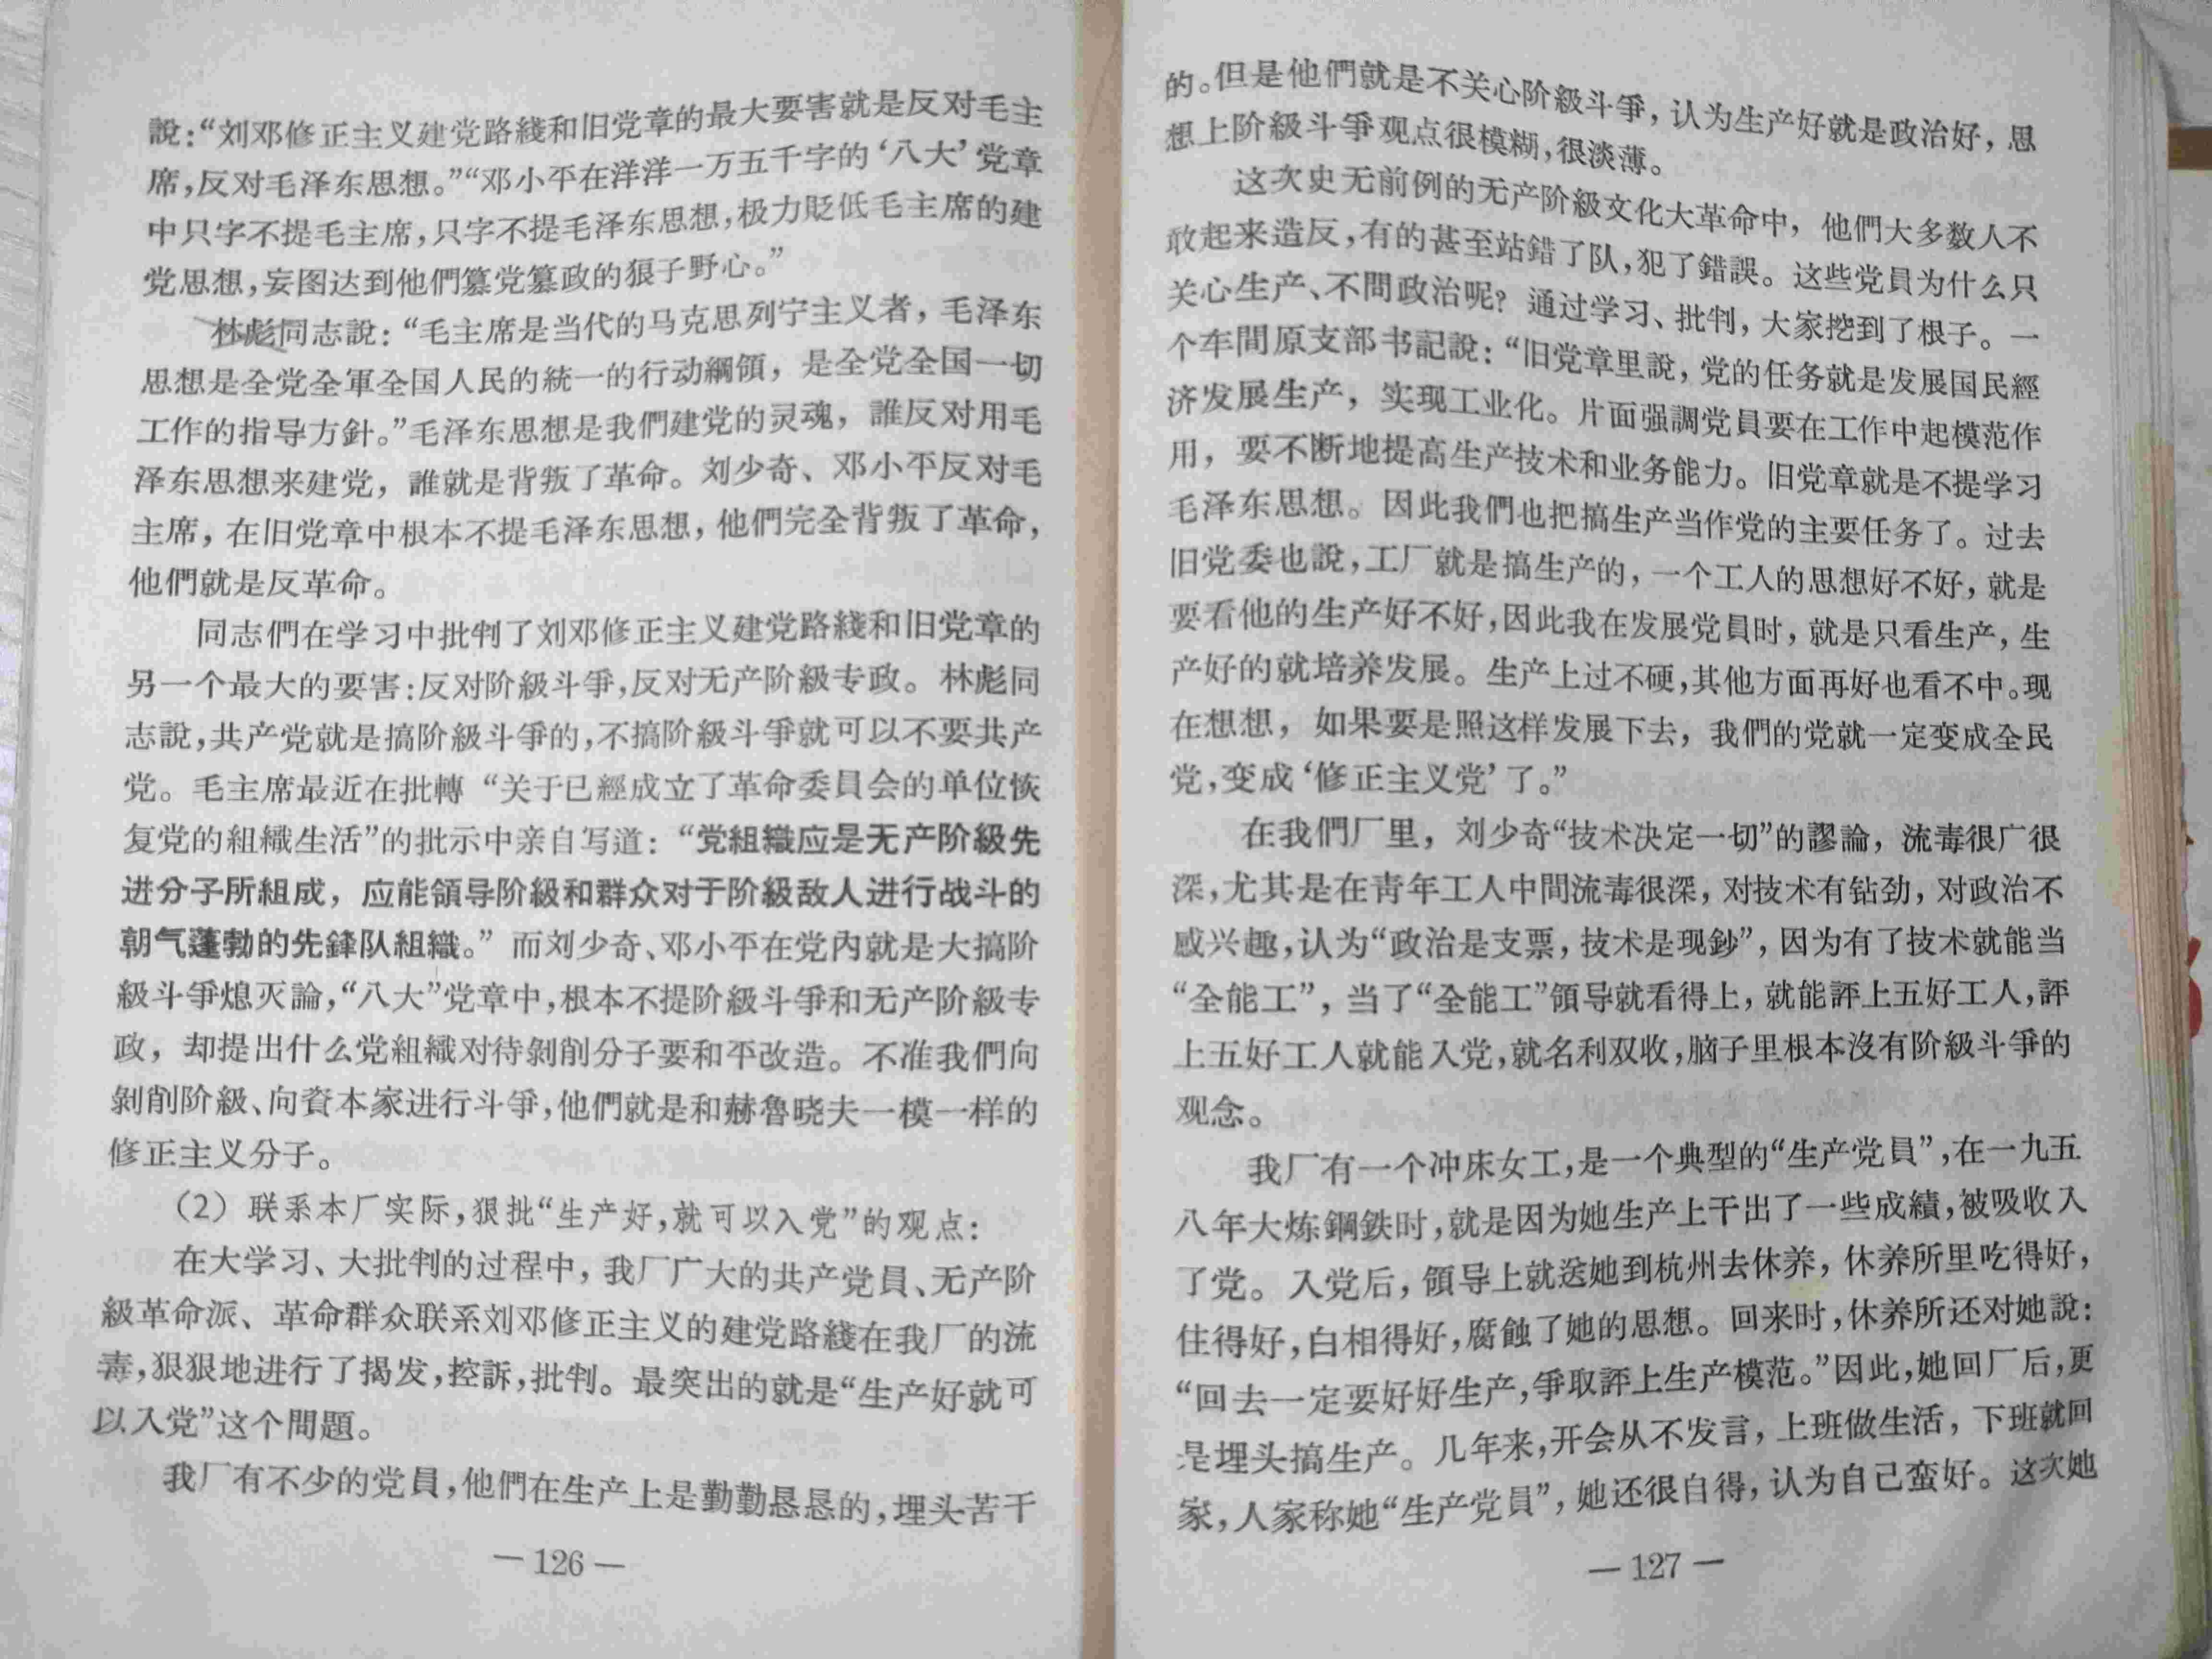 說：“刘邓修正主义建党路綫和旧党章的最大要害就是反对毛主
席，反对毛泽东思想。”“邓小平在洋洋一万五千字的‘八大’党章
中只字不提毛主席，只字不提毛泽东思想，极力貶低毛主席的建
党思想，妄图达到他們篡党篡政的狠子野心。”
林彪同志說：“毛主席是当代的马克思列宁主义者，毛泽东
思想是全党全軍全国人民的統一的行动綱領，是全党全国一切
工作的指导方針。”毛泽东思想是我們建党的灵魂，誰反对用毛
泽东思想来建党，誰就是背叛了革命。刘少奇、邓小平反对毛
主席，在旧党章中根本不提毛泽东思想，他們完全背叛了革命，
他們就是反革命。
同志們在学习中批判了刘邓修正主义建党路綫和旧党章的
另一个最大的要害：反对阶級斗爭，反对无产阶級专政。林彪同
志說，共产党就是搞阶級斗爭的，不搞阶級斗爭就可以不要共产
党。毛主席最近在批轉“关于已經成立了革命委員会的单位恢
复党的組織生活”的批示中亲自写道：“党組織应是无产阶級先
进分子所組成，应能領导阶級和群众对于阶級敌人进行战斗的
朝气蓬勃的先鋒队組織。”而刘少奇、邓小平在党內就是大搞阶
級斗爭熄灭論，“八大”党章中，根本不提阶級斗爭和无产阶級专
政，却提出什么党組織对待剝削分子要和平改造。不准我們向
剝削阶級、向資本家进行斗爭，他們就是和赫魯晓夫一模一样的
修正主义分子。
（2）联系本厂实际，狠批“生产好，就可以入党”的观点：
在大学习、大批判的过程中，我厂广大的共产党員、无产阶
級革命派、革命群众联系刘邓修正主义的建党路綫在我厂的流
毒，狠狠地进行了揭发，控訴，批判。最突出的就是“生产好就可
以入党”这个問題。
我厂有不少的党員，他們在生产上是勤勤恳恳的，埋头苦干
— 126 —
的。但是他們就是不关心阶級斗爭，认为生产好就是政治好，思
想上阶級斗爭观点很模糊，很淡薄。
这次史无前例的无产阶級文化大革命中，他們大多数人不
敢起来造反，有的甚至站錯了队，犯了錯誤。这些党員为什么只
关心生产、不問政治呢？通过学习、批判，大家挖到了根子。一
个车間原支部书記說：“旧党章里說，党的任务就是发展国民經
济发展生产，实现工业化。片面强調党員要在工作中起模范作
用，要不断地提高生产技术和业务能力。旧党章就是不提学习
毛泽东思想。因此我們也把搞生产当作党的主要任务了。过去
旧党委也說，工厂就是搞生产的，一个工人的思想好不好，就是
要看他的生产好不好，因此我在发展党員时，就是只看生产，生
产好的就培养发展。生产上过不硬，其他方面再好也看不中。现
在想想，如果要是照这样发展下去，我們的党就一定变成全民
党，变成‘修正主义党’了。”
在我們厂里，刘少奇“技术决定一切”的謬論，流毒很广很
深，尤其是在青年工人中間流毒很深，对技术有钻劲，对政治不
感兴趣，认为“政治是支票，技术是现鈔”，因为有了技术就能当
“全能工”，当了“全能工”領导就看得上，就能評上五好工人，評
上五好工人就能入党，就名利双收，脑子里根本沒有阶級斗爭的
观念。
我厂有一个冲床女工，是一个典型的“生产党員”，在一九五
八年大炼鋼鉄时，就是因为她生产上干出了一些成績，被吸收入
了党。入党后，領导上就送她到杭州去休养，休养所里吃得好，
住得好，白相得好，腐蝕了她的思想。回来时，休养所还对她說：
“回去一定要好好生产，爭取評上生产模范。”因此，她回厂后，更
是埋头搞生产。几年来，开会从不发言，上班做生活，下班就回
家，人家称她“生产党員”，她还很自得，认为自己蛮好。这次她
— 127 —